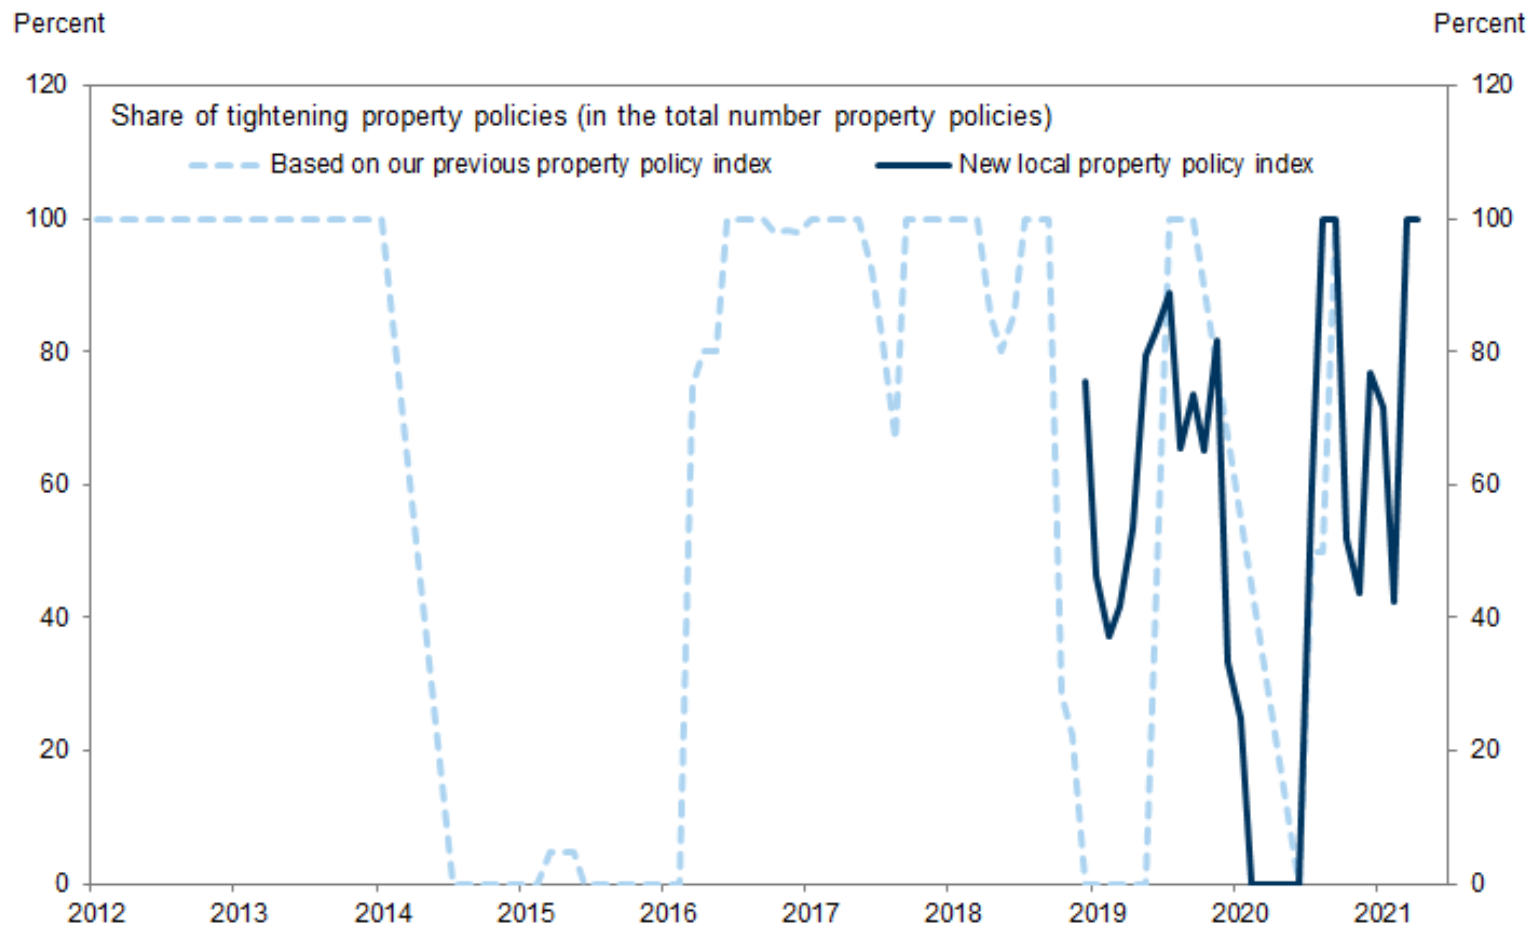 Percent Percent
120 120
Share of tightening property policies (in the total number property policies)
Based on our previous property policy index New local property policy index
100 100
80 80
60 60
40 40
20 20
0 0
2012 2013 2014 2015 2016 2017 2018 2019 2020 2021